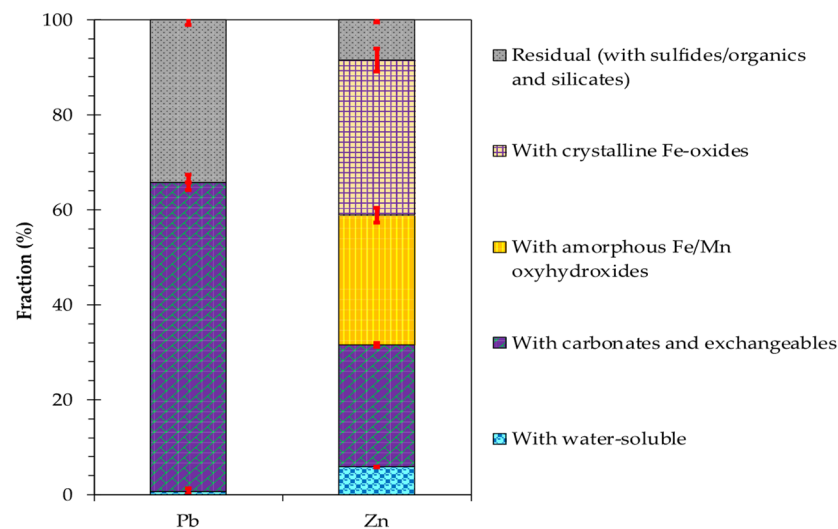 100
80
60
40
20
0
Fraction (%)
Pb
Zn
Residual (with sulfides/organics
and silicates)
With crystalline Fe-oxides
With amorphous Fe/Mn
oxyhydroxides
With carbonates and exchangeables
With water-soluble